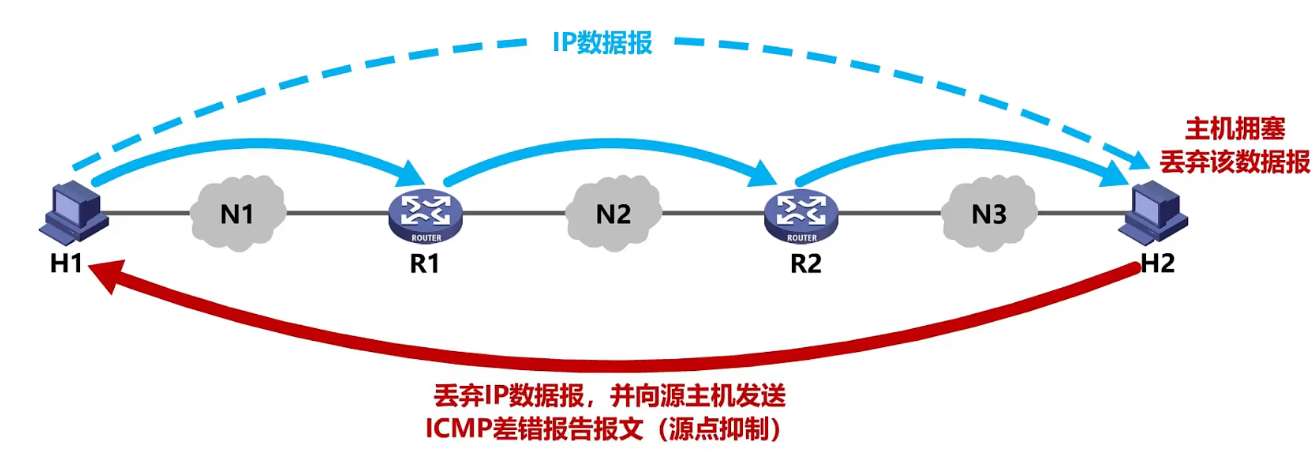 IP数据报
主机拥塞
丢弃该数据报
N1
N2
N3
ROUTER
ROUTER
H1
R1
R2
H2
丢弃IP数据报，并向源主机发送
ICMP差错报告报文（源点抑制）